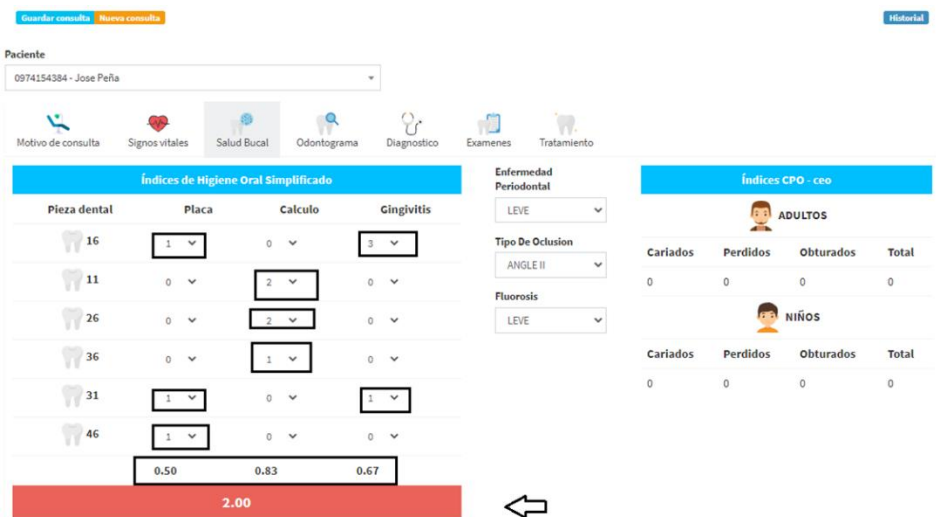 Guardar consulta Nueva consulta Historial
Paciente
0974154384 - Jose Peña
Motivo de consulta Signos vitales Salud Bucal Odontograma Diagnostico Examenes Tratamiento
Índices de Higiene Oral Simplificado
Pieza dental Placa Calculo Gingivitis
16 1 0 3
11 0 2 0
26 0 2 0
36 0 1 0
31 1 0 1
46 1 0 0
0.50 0.83 0.67
2.00
Enfermedad
Periodontal
LEVE
Tipo De Oclusion
ANGLE II
Fluorosis
LEVE
Índices CPO - ceo
ADULTOS
Cariados Perdidos Obturados Total
0 0 0 0
NIÑOS
Cariados Perdidos Obturados Total
0 0 0 0